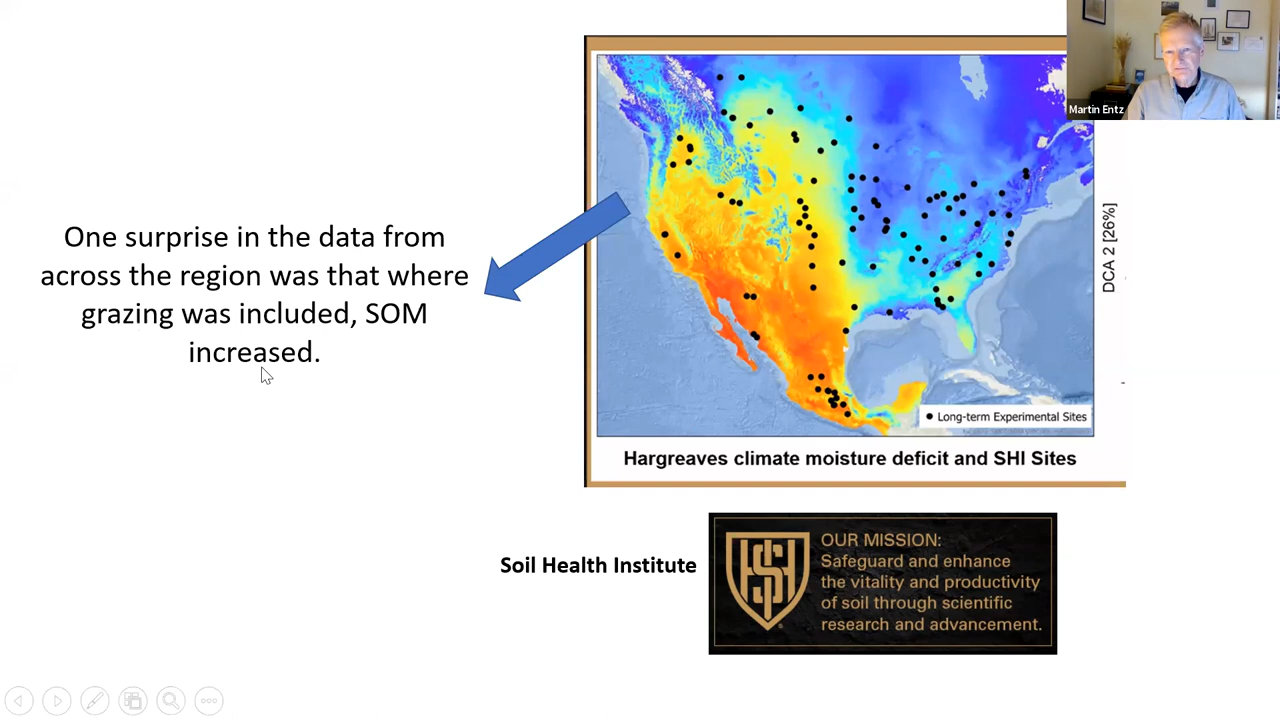 Martin Entz
One surprise in the data from
across the region was that where
grazing was included, SOM
increased.
DCA 2 [26%]
Long-term Experimental Sites
Hargreaves climate moisture deficit and SHI Sites
Soil Health Institute
SHI
OUR MISSION:
Safeguard and enhance
the vitality and productivity
of soil through scientific
research and advancement.